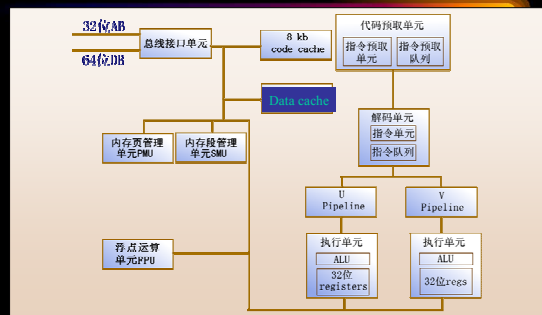 32位AB
64位DB
总线接口单元
8 kb
code cache
代码预取单元
指令预取
单元
指令预取
队列
Data cache
内存页管理
单元PMU
内存段管理
单元SMU
解码单元
指令单元
指令队列
U
Pipeline
V
Pipeline
浮点运算
单元FPU
执行单元
ALU
32位
registers
执行单元
ALU
32位regs